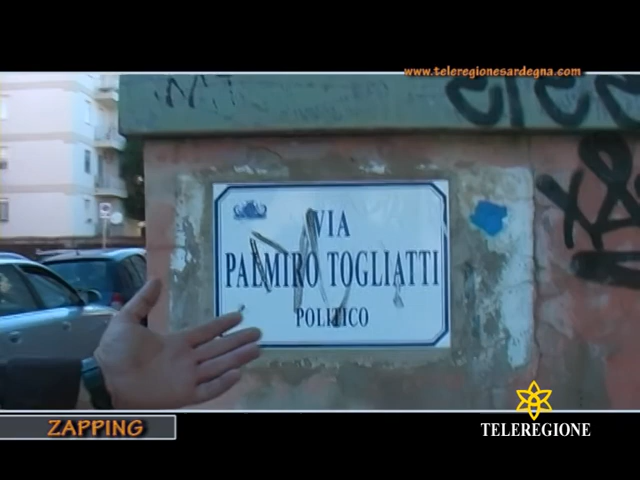 www.teleregionesardegna.com
VIA
PALMIRO TOGLIATTI
POLITICO
ZAPPING
TELEREGIONE